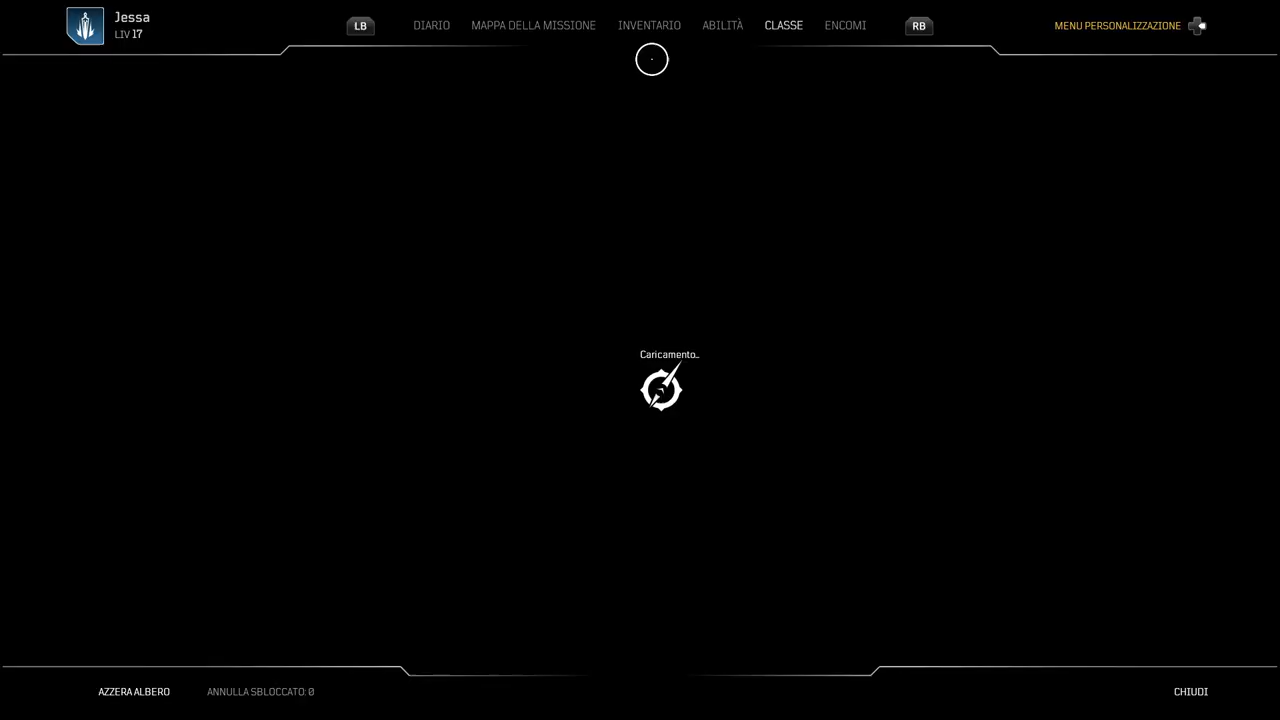 Jessa
LIV 17
LB
DIARIO
MAPPA DELLA MISSIONE
INVENTARIO
ABILITÀ
CLASSE
ENCOMI
RB
MENU PERSONALIZZAZIONE
Caricamento...
AZZERA ALBERO
ANNULLA SBLOCCATO: 0
CHIUDI